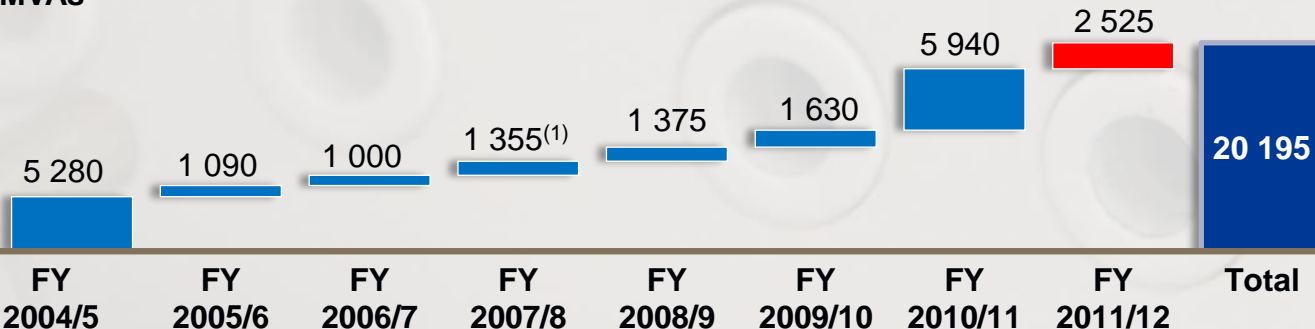 MVAs
5 280
1 090
1 000
1 355(1)
1 375
1 630
5 940
2 525
20 195
FY
2004/5
FY
2005/6
FY
2006/7
FY
2007/8
FY
2008/9
FY
2009/10
FY
2010/11
FY
2011/12
Total